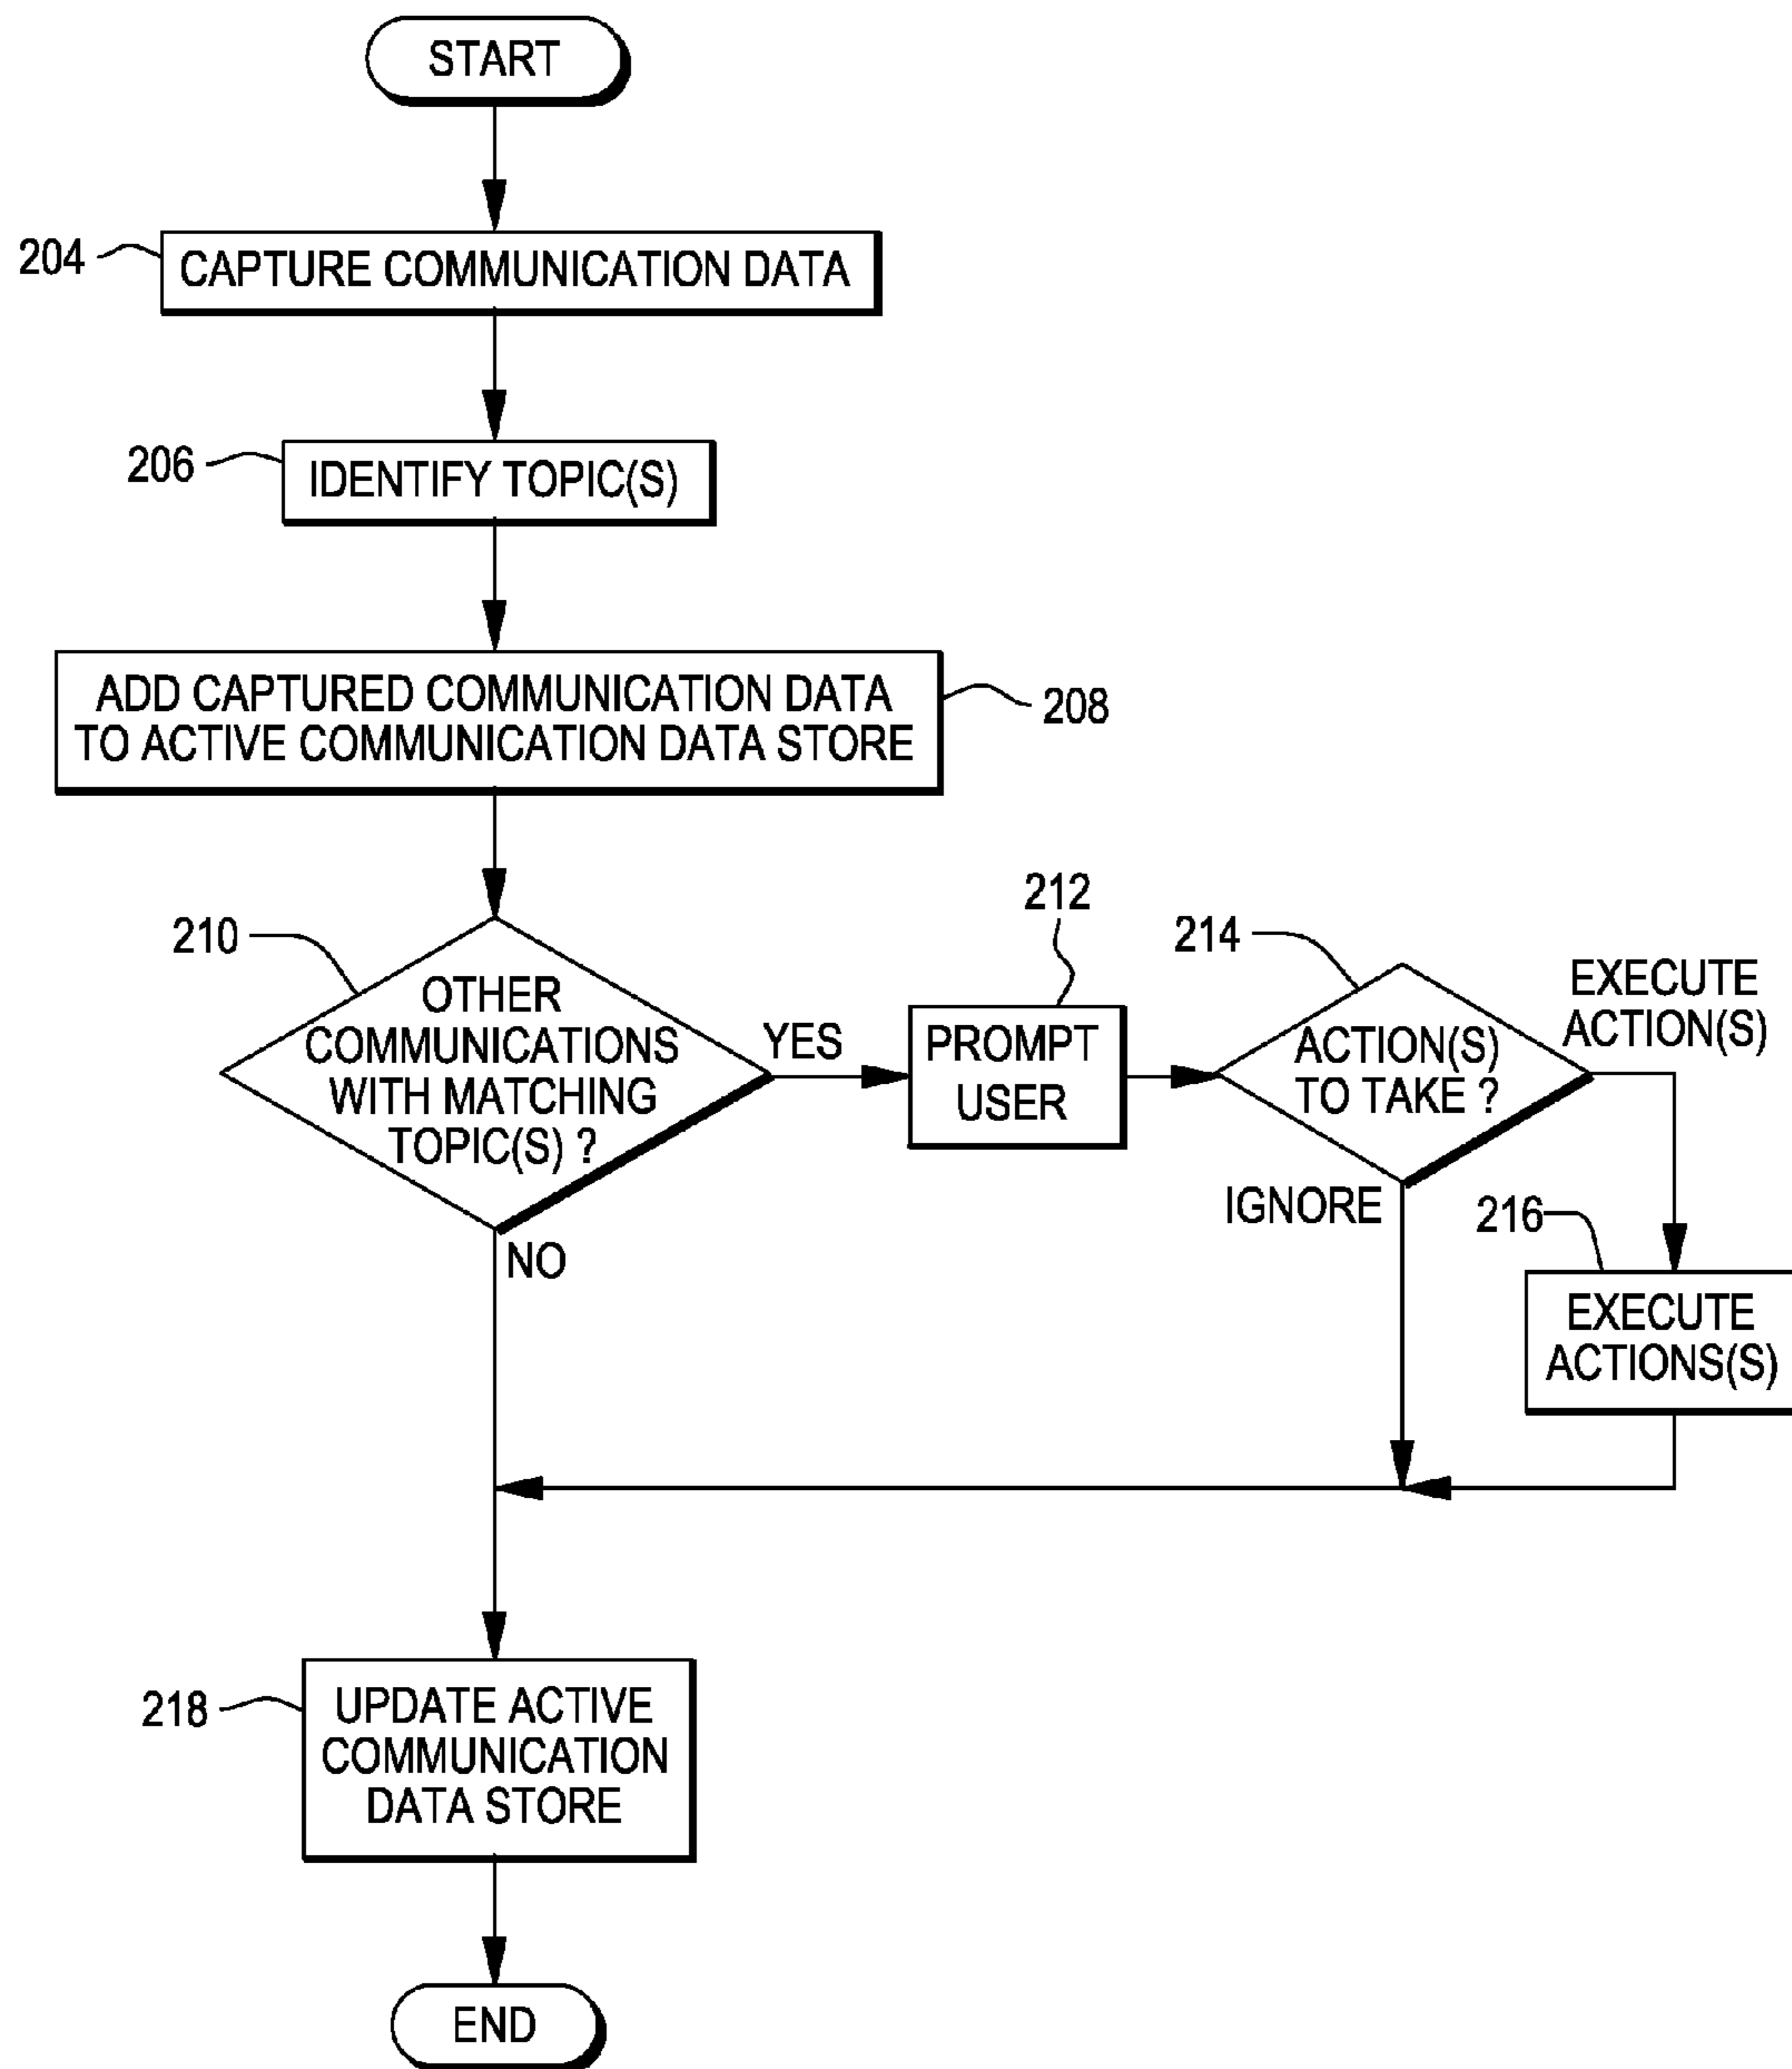 START
204
CAPTURE COMMUNICATION DATA
206
IDENTIFY TOPIC(S)
ADD CAPTURED COMMUNICATION DATA
TO ACTIVE COMMUNICATION DATA STORE
208
210
OTHER
COMMUNICATIONS
WITH MATCHING
TOPIC(S) ?
YES
NO
212
PROMPT
USER
214
ACTION(S)
TO TAKE ?
EXECUTE
ACTION(S)
IGNORE
216
EXECUTE
ACTIONS(S)
218
UPDATE ACTIVE
COMMUNICATION
DATA STORE
END